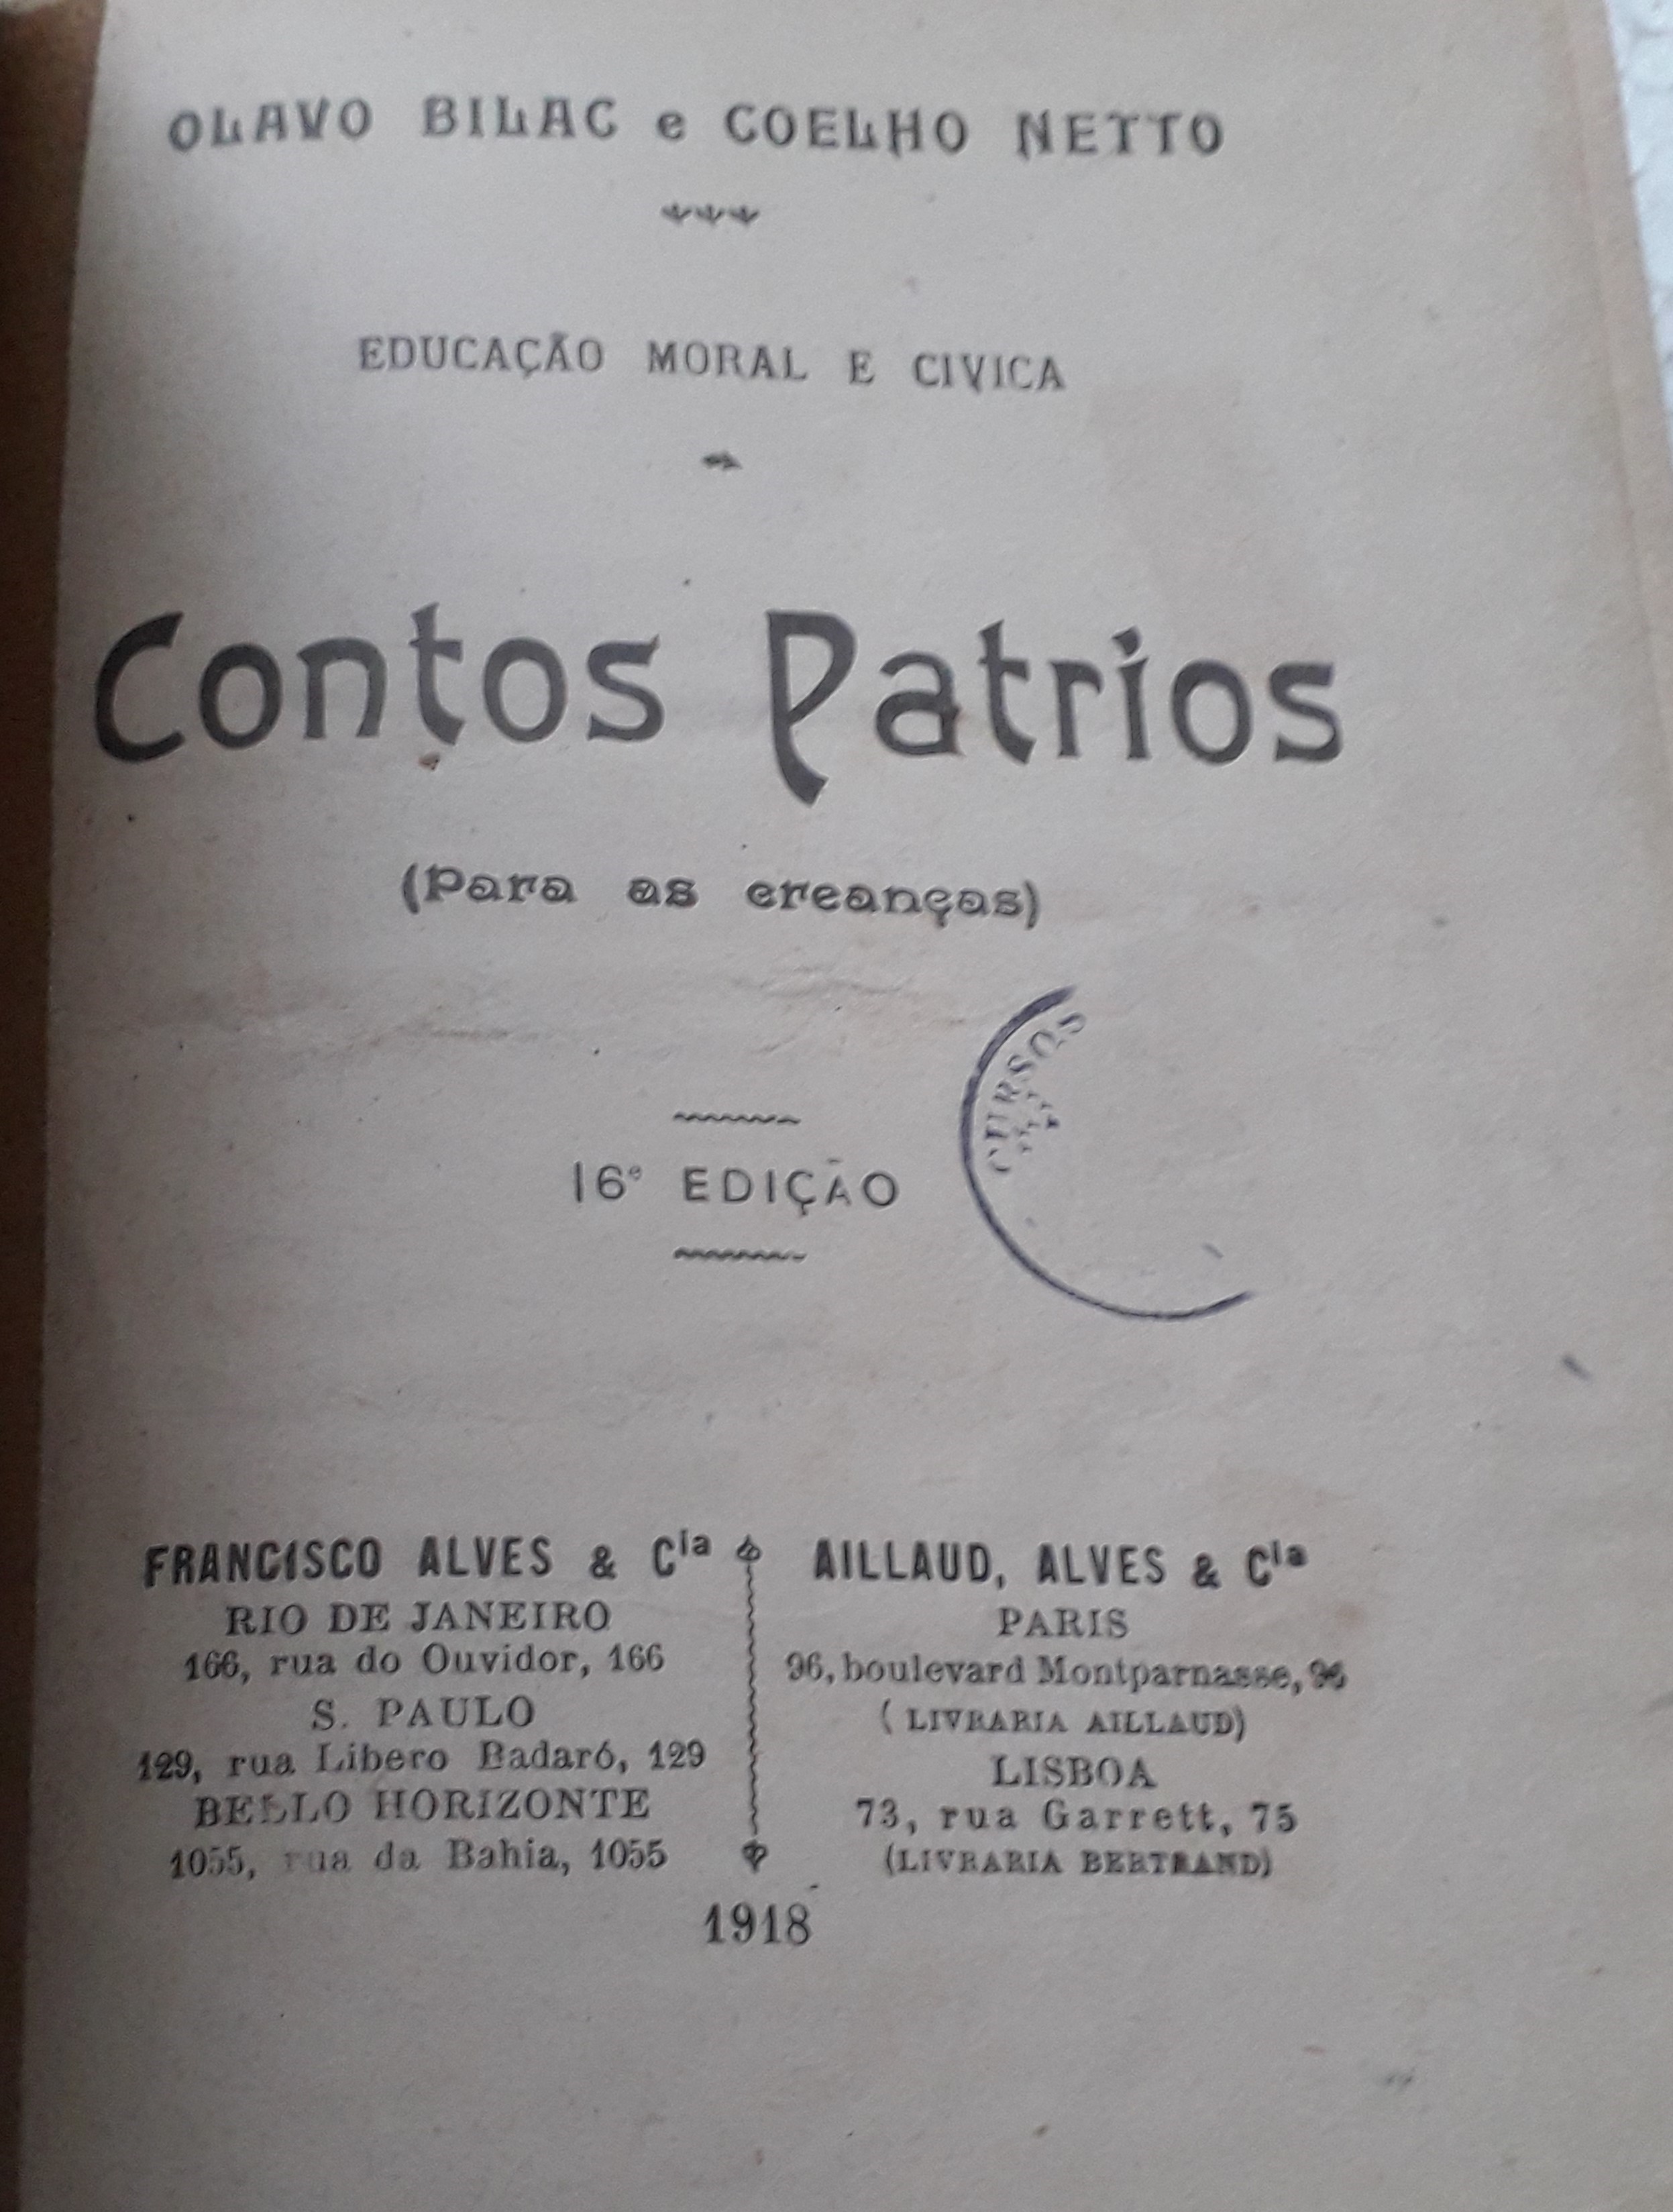 OLAVO BILAC e COELHO NETTO
EDUCAÇÃO MORAL E CIVICA
Contos Patrios
(Para as creanças)
CURSOS
16ª EDIÇÃO
FRANCISCO ALVES & Cia
RIO DE JANEIRO
166, rua do Ouvidor, 166
S. PAULO
129, rua Libero Badaró, 129
BELLO HORIZONTE
1055, rua da Bahia, 1055
AILLAUD, ALVES & Cia
PARIS
96, boulevard Montparnasse, 96
(LIVRARIA AILLAUD)
LISBOA
73, rua Garrett, 75
(LIVRARIA BERTRAND)
1918